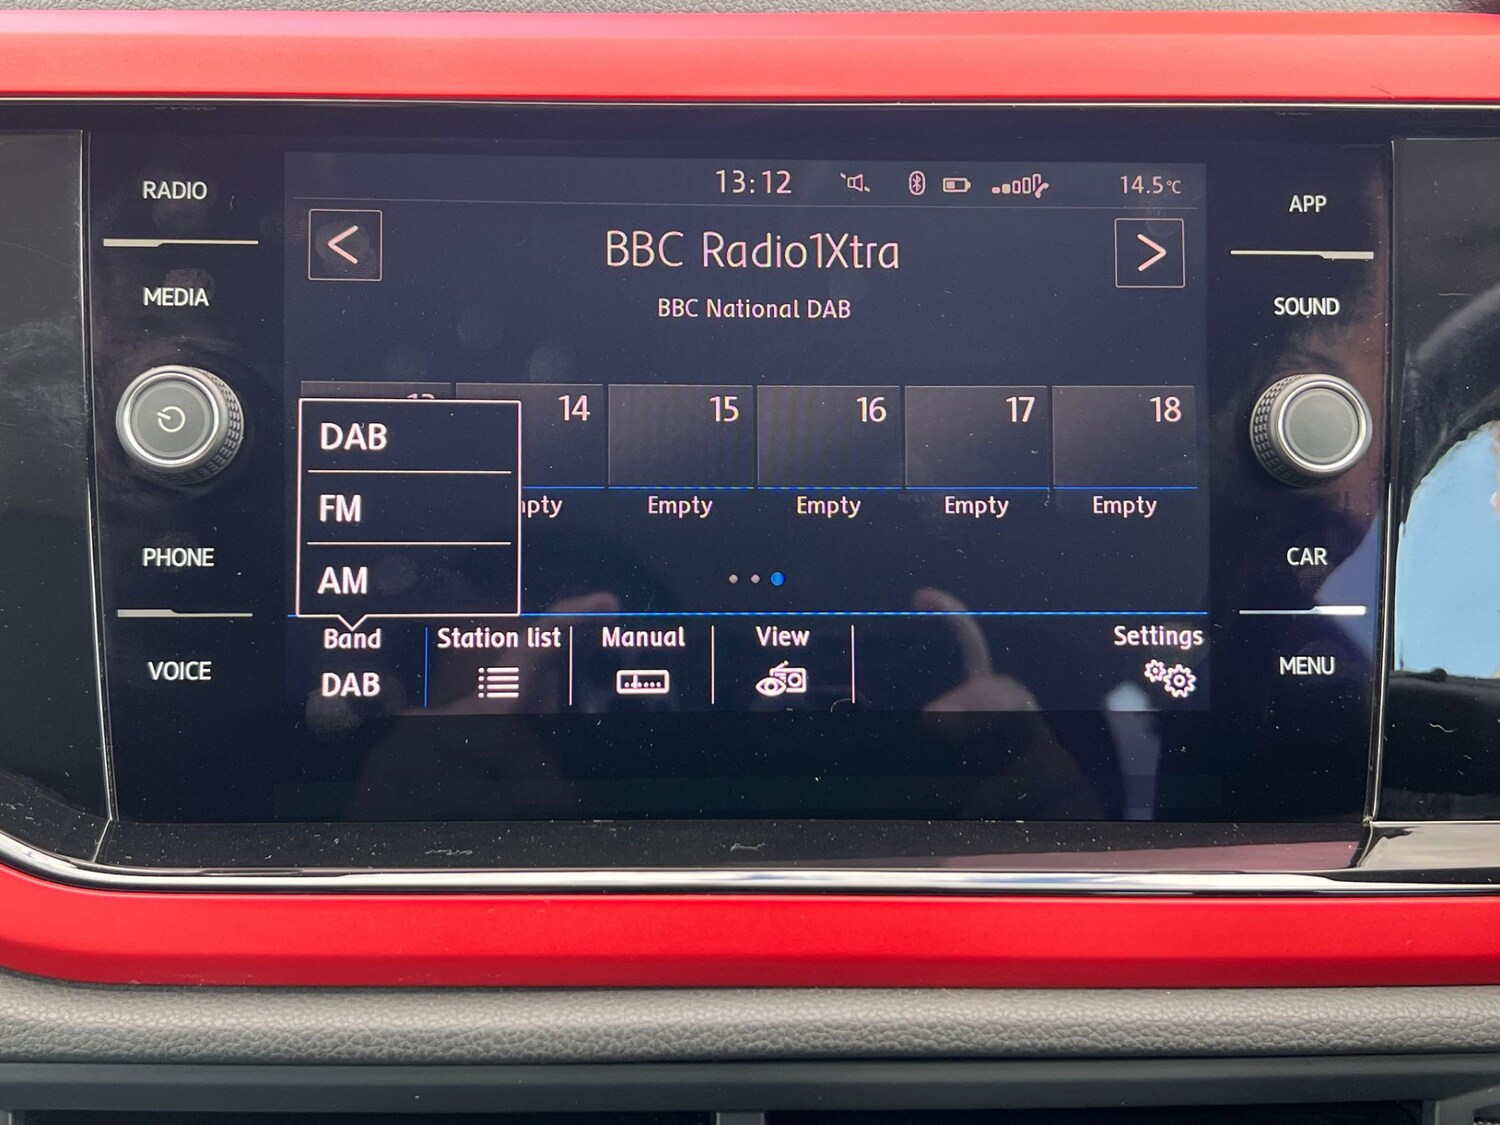 RADIO
MEDIA
PHONE
VOICE
13:12
14.5°C
BBC Radio1Xtra
BBC National DAB
14 15 16 17 18
Empty Empty Empty Empty
DAB
FM
AM
Band Station list Manual View Settings
DAB
APP
SOUND
CAR
MENU